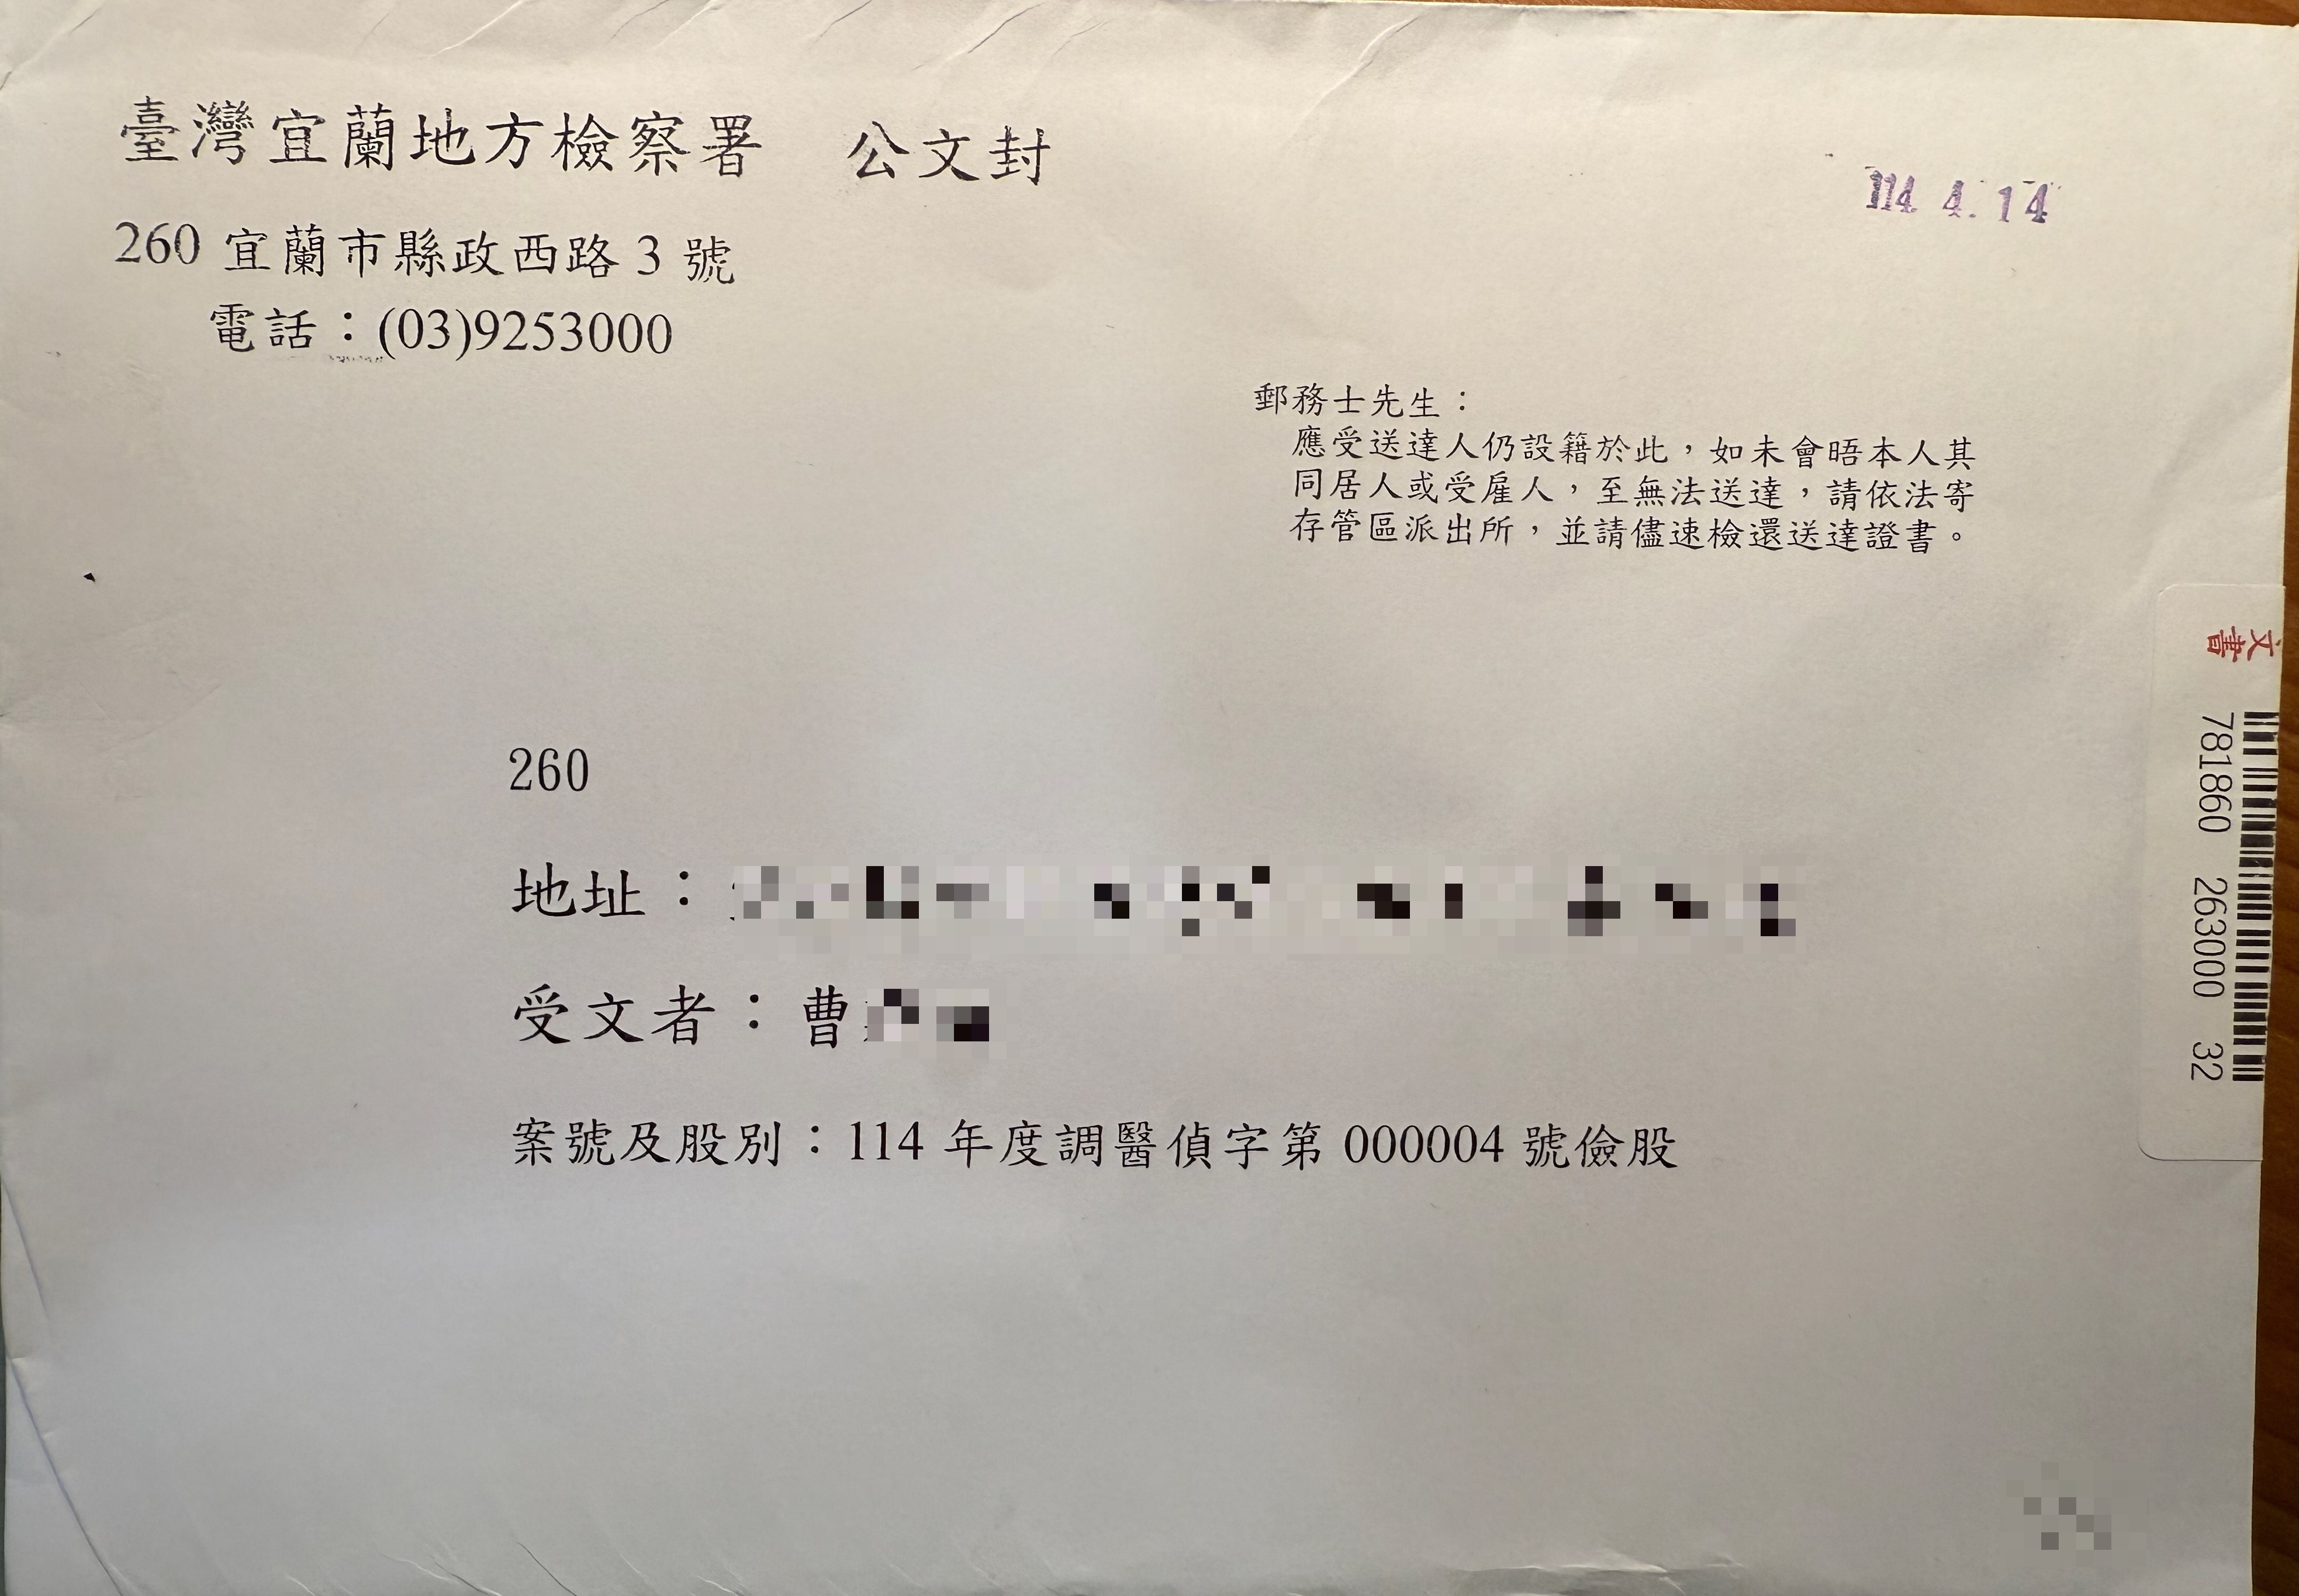 臺灣宜蘭地方檢察署 公文封
114. 4. 14
260 宜蘭市縣政西路 3 號
電話：(03)9253000
郵務士先生：
應受送達人仍設籍於此，如未會晤本人其
同居人或受雇人，至無法送達，請依法寄
存管區派出所，並請儘速檢還送達證書。
文書
781860 263000 32
260
地址：
受文者：曹
案號及股別：114 年度調醫偵字第 000004 號儉股